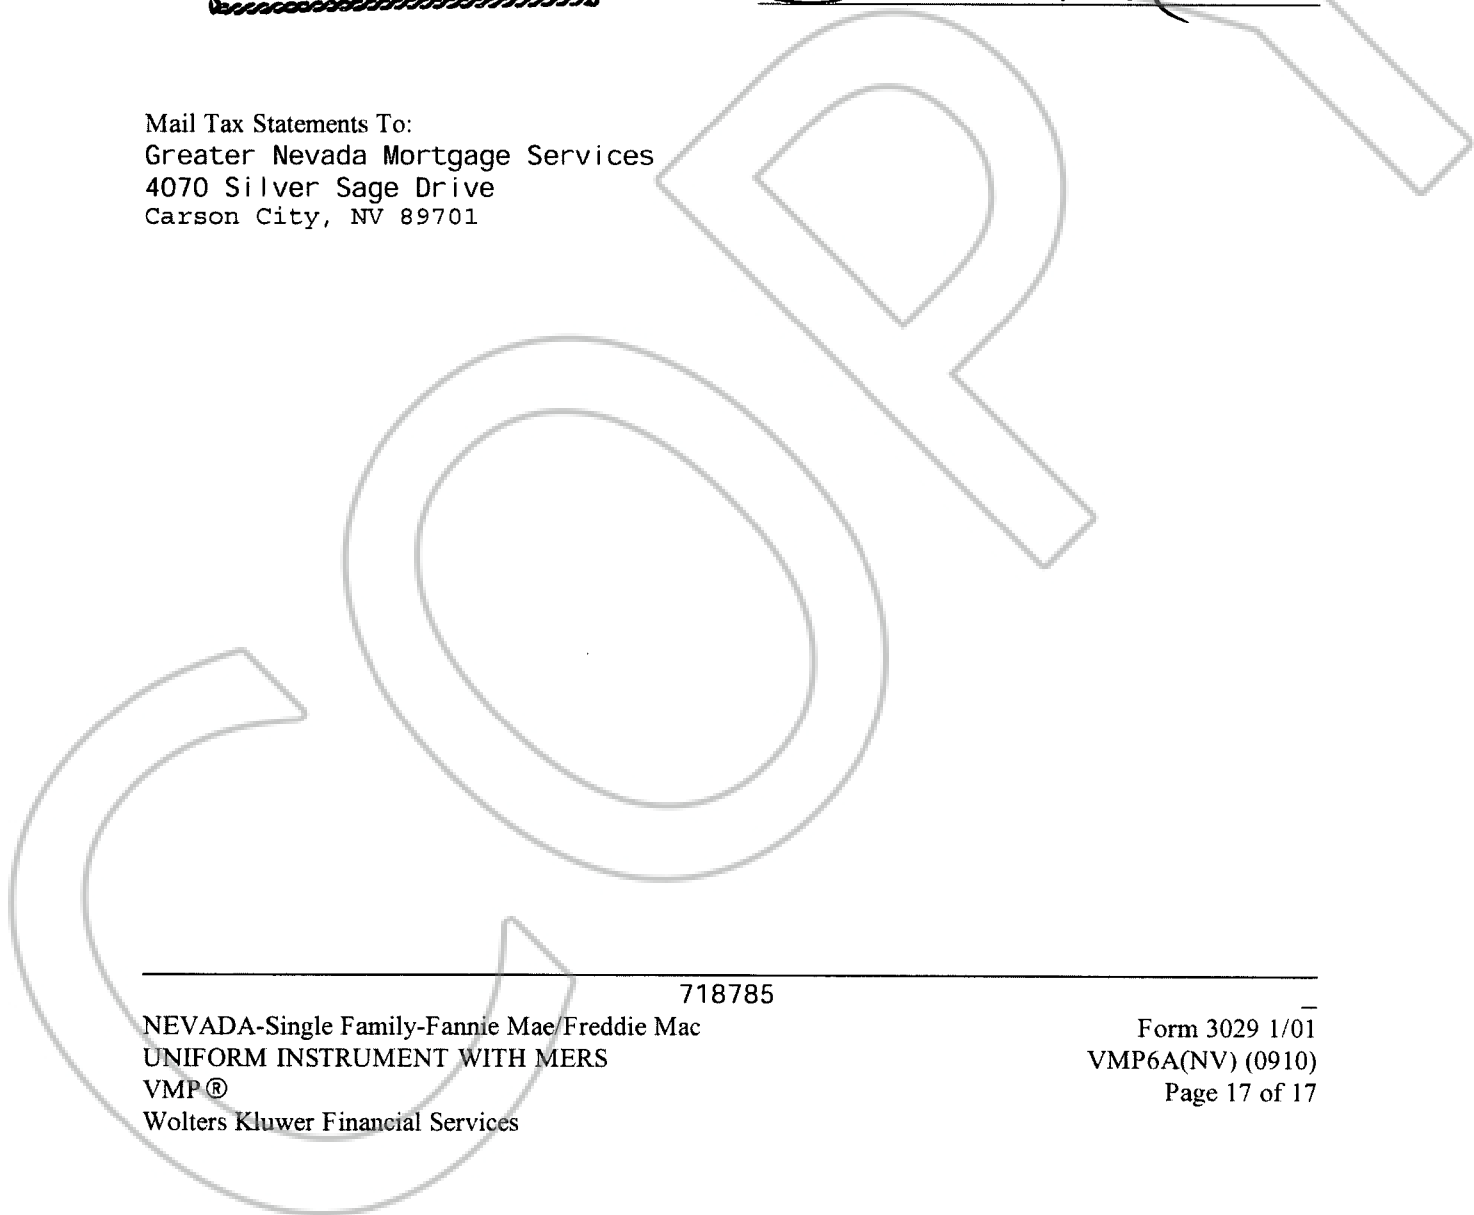 Mail Tax Statements To:
Greater Nevada Mortgage Services
4070 Silver Sage Drive
Carson City, NV 89701
COPY
718785
NEVADA-Single Family-Fannie Mae/Freddie Mac
UNIFORM INSTRUMENT WITH MERS
VMP®
Wolters Kluwer Financial Services
Form 3029 1/01
VMP6A(NV) (0910)
Page 17 of 17